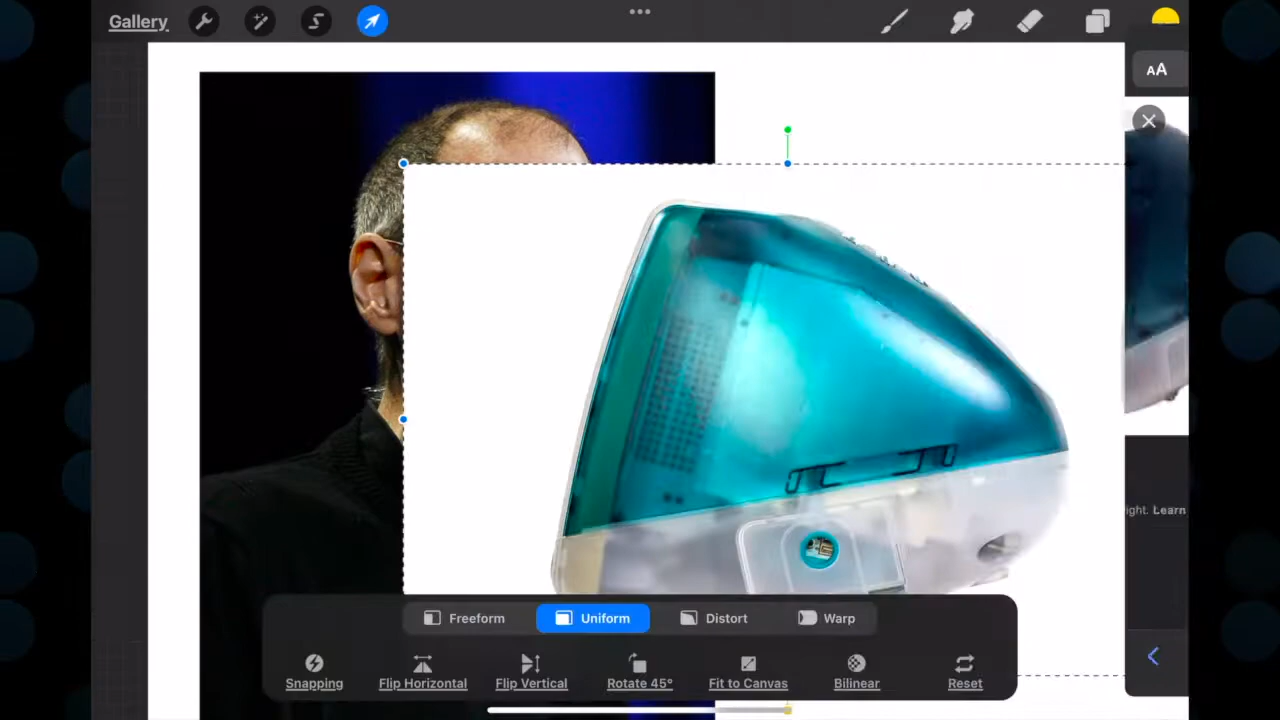 Gallery
AA
ight. Learn
Freeform
Uniform
Distort
Warp
Snapping
Flip Horizontal
Flip Vertical
Rotate 45°
Fit to Canvas
Bilinear
Reset